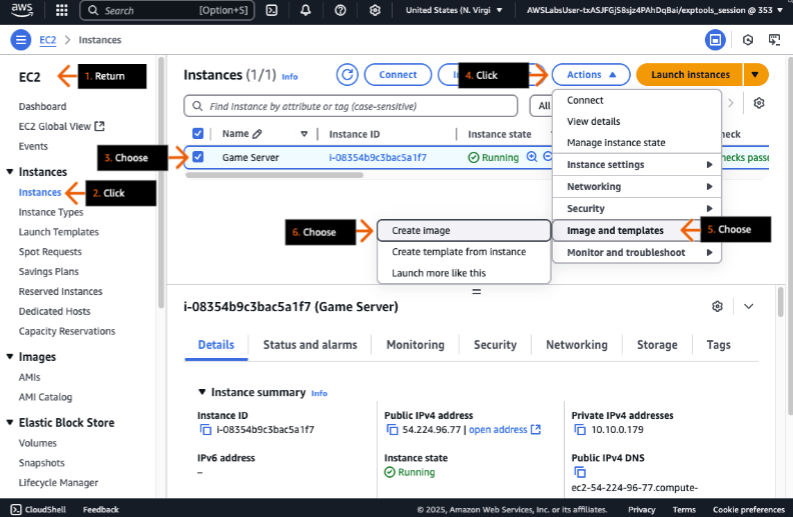 aws
Search
[Option+S]
United States (N. Virgi
AWSLabsUser-txASJFGJ58sjz4PAhDqBai/exptools_session @ 353
EC2 > Instances
EC2
1. Return
Dashboard
EC2 Global View
Events
Instances
Instances
2. Click
Instance Types
Launch Templates
Spot Requests
Savings Plans
Reserved Instances
Dedicated Hosts
Capacity Reservations
Images
AMIs
AMI Catalog
Elastic Block Store
Volumes
Snapshots
Lifecycle Manager
Instances (1/1) Info
Connect
4. Click
Actions
Launch instances
Find Instance by attribute or tag (case-sensitive)
All
Name
Instance ID
Instance state
3. Choose
Game Server
i-08354b9c3bac5a1f7
Running
heck
hecks passe
Connect
View details
Manage instance state
Instance settings
Networking
Security
Image and templates
5. Choose
Monitor and troubleshoot
6. Choose
Create image
Create template from instance
Launch more like this
i-08354b9c3bac5a1f7 (Game Server)
Details
Status and alarms
Monitoring
Security
Networking
Storage
Tags
Instance summary Info
Instance ID
i-08354b9c3bac5a1f7
Public IPv4 address
54.224.96.77 | open address
Private IPv4 addresses
10.10.0.179
IPv6 address
–
Instance state
Running
Public IPv4 DNS
ec2-54-224-96-77.compute-
CloudShell
Feedback
© 2025, Amazon Web Services, Inc. or its affiliates.
Privacy
Terms
Cookie preferences